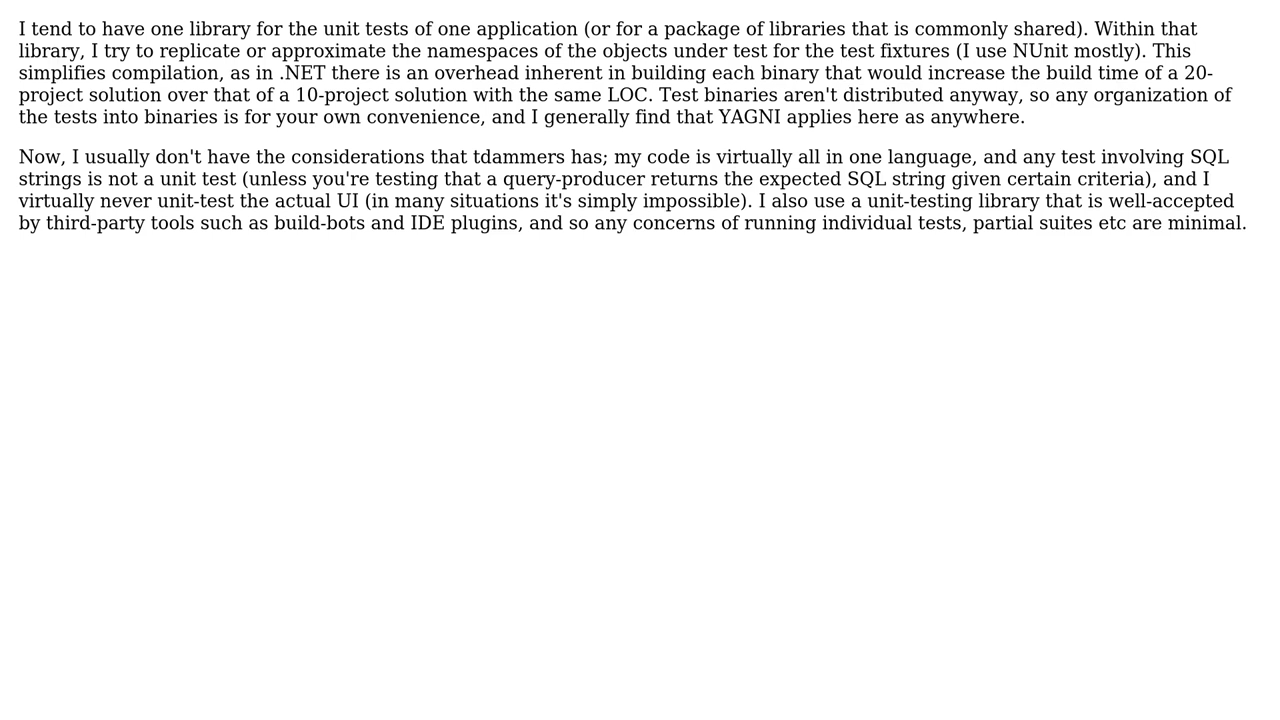 I tend to have one library for the unit tests of one application (or for a package of libraries that is commonly shared). Within that
library, I try to replicate or approximate the namespaces of the objects under test for the test fixtures (I use NUnit mostly). This
simplifies compilation, as in .NET there is an overhead inherent in building each binary that would increase the build time of a 20-
project solution over that of a 10-project solution with the same LOC. Test binaries aren't distributed anyway, so any organization of
the tests into binaries is for your own convenience, and I generally find that YAGNI applies here as anywhere.
Now, I usually don't have the considerations that tdammers has; my code is virtually all in one language, and any test involving SQL
strings is not a unit test (unless you're testing that a query-producer returns the expected SQL string given certain criteria), and I
virtually never unit-test the actual UI (in many situations it's simply impossible). I also use a unit-testing library that is well-accepted
by third-party tools such as build-bots and IDE plugins, and so any concerns of running individual tests, partial suites etc are minimal.